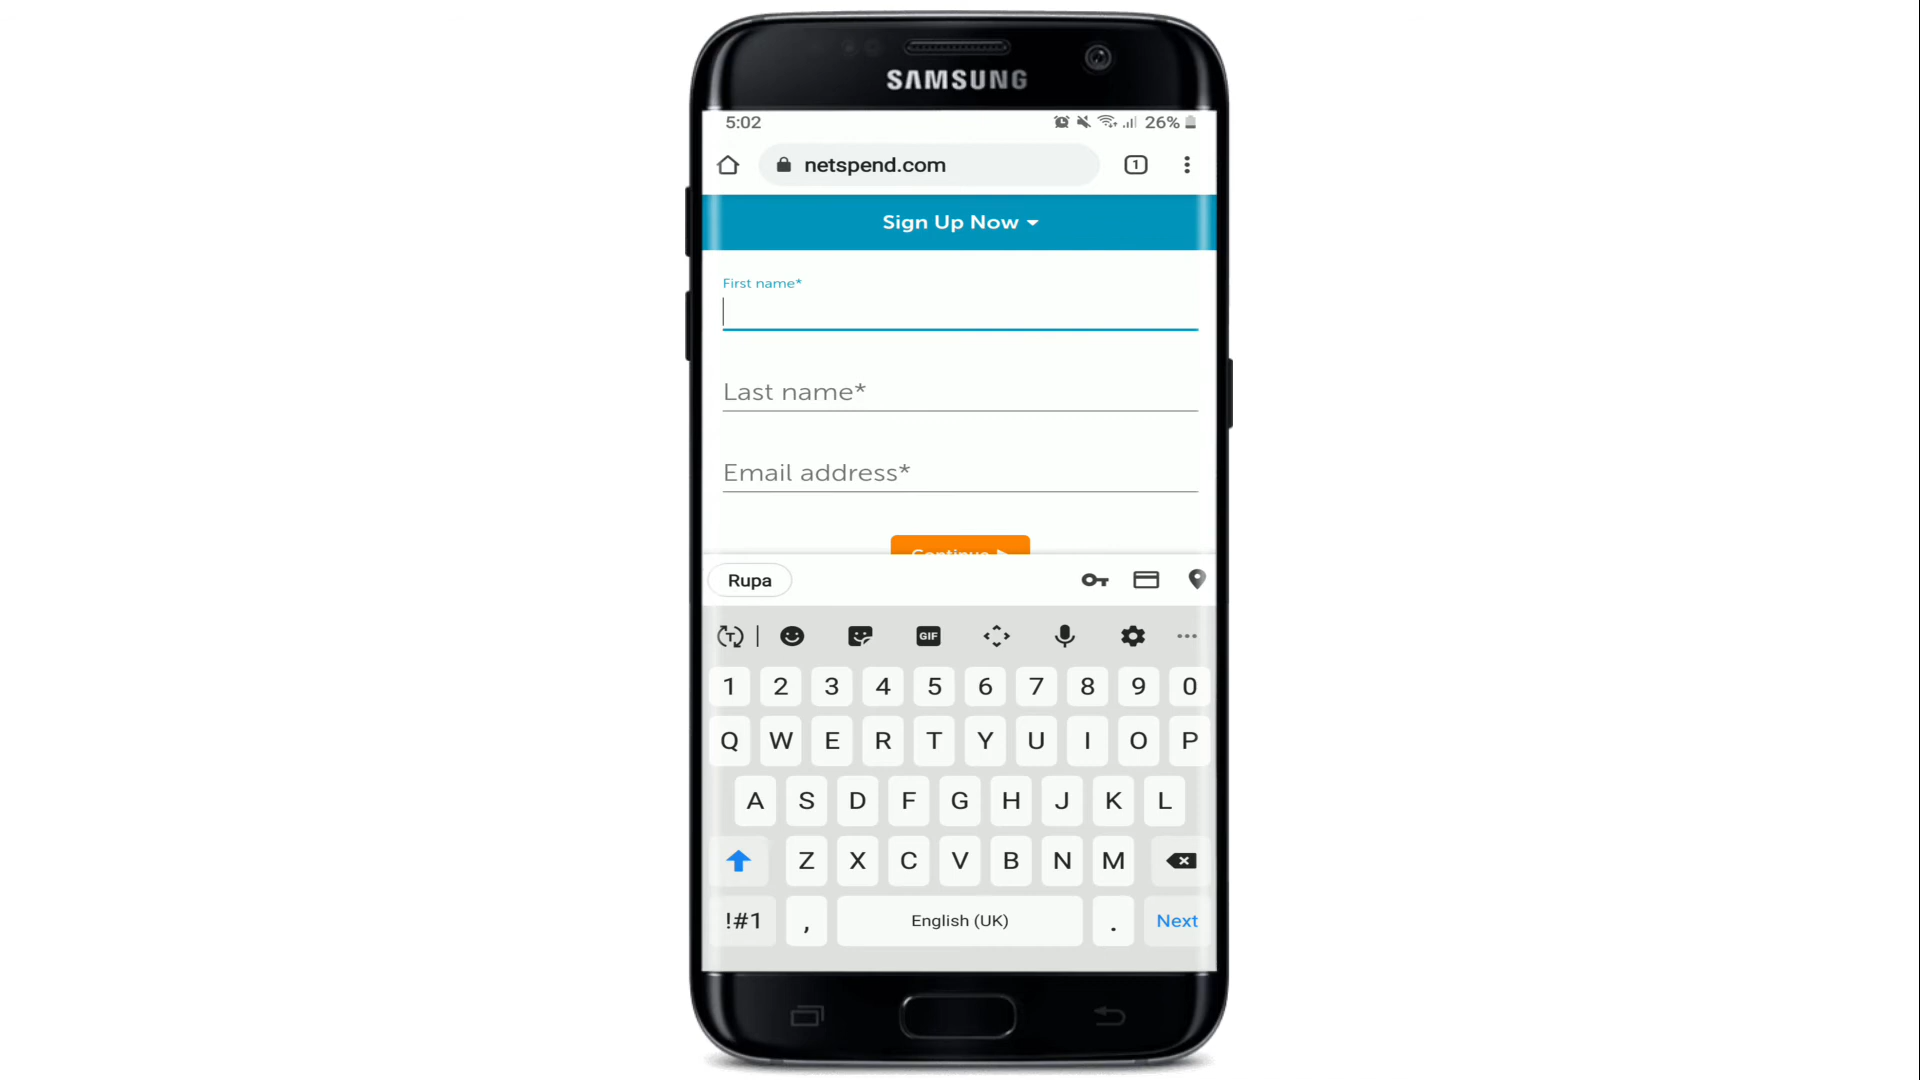 SAMSUNG
5:02 26%
netspend.com 1
Sign Up Now
First name*
Last name*
Email address*
Continue
Rupa
T GIF
1 2 3 4 5 6 7 8 9 0
Q W E R T Y U I O P
A S D F G H J K L
Z X C V B N M
!#1 , English (UK) . Next